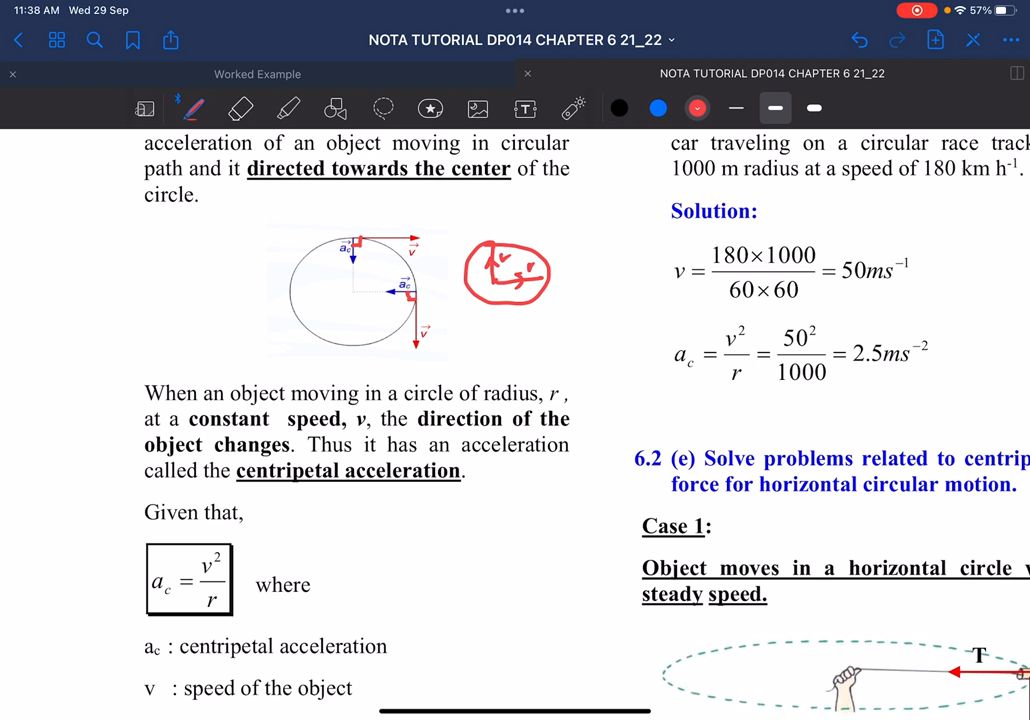 11:38 AM Wed 29 Sep
57%
NOTA TUTORIAL DP014 CHAPTER 6 21_22
Worked Example
NOTA TUTORIAL DP014 CHAPTER 6 21_22
acceleration of an object moving in circular
path and it directed towards the center of the
circle.
a⃗c
v⃗
a⃗c
v⃗
v
v
When an object moving in a circle of radius, r ,
at a constant speed, v, the direction of the
object changes. Thus it has an acceleration
called the centripetal acceleration.
Given that,
a_c = v²/r where
ac : centripetal acceleration
v : speed of the object
car traveling on a circular race track
1000 m radius at a speed of 180 km h⁻¹.
Solution:
v = (180×1000)/(60×60) = 50ms⁻¹
a_c = v²/r = 50²/1000 = 2.5ms⁻²
6.2 (e) Solve problems related to centrip
force for horizontal circular motion.
Case 1:
Object moves in a horizontal circle
steady speed.
T